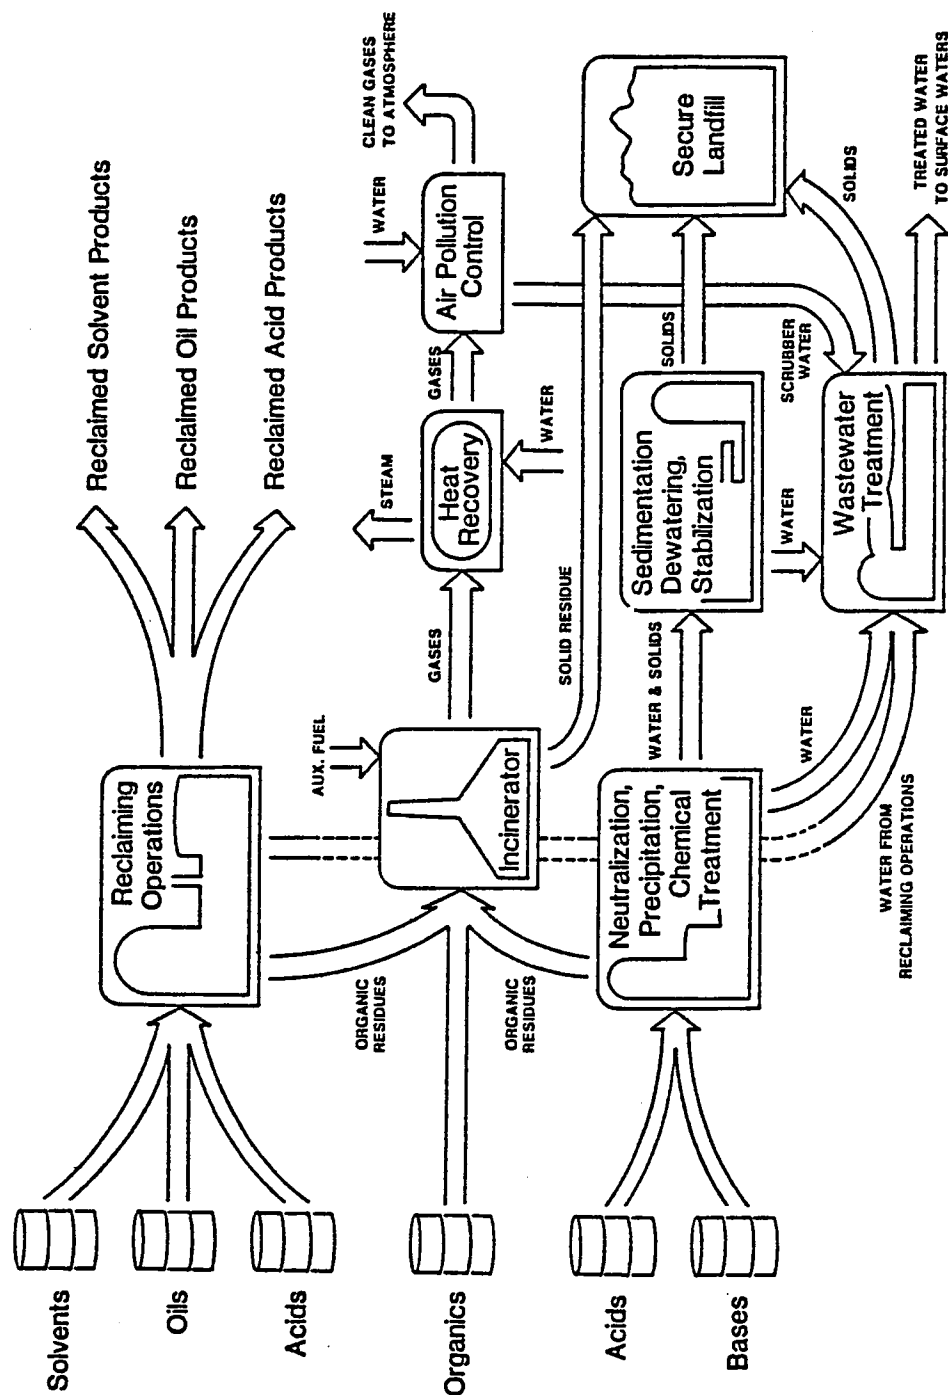 Solvents
Oils
Acids
Organics
Acids
Bases
Reclaiming
Operations
Reclaimed Solvent Products
Reclaimed Oil Products
Reclaimed Acid Products
ORGANIC
RESIDUES
ORGANIC
RESIDUES
AUX. FUEL
Incinerator
GASES
STEAM
Heat
Recovery
WATER
GASES
WATER
Air Pollution
Control
CLEAN GASES
TO ATMOSPHERE
SOLID RESIDUE
Neutralization,
Precipitation,
Chemical
Treatment
WATER & SOLIDS
Sedimentation
Dewatering,
Stabilization
SOLIDS
Secure
Landfill
WATER
WATER
WATER FROM
RECLAIMING OPERATIONS
SCRUBBER
WATER
Wastewater
Treatment
SOLIDS
TREATED WATER
TO SURFACE WATERS